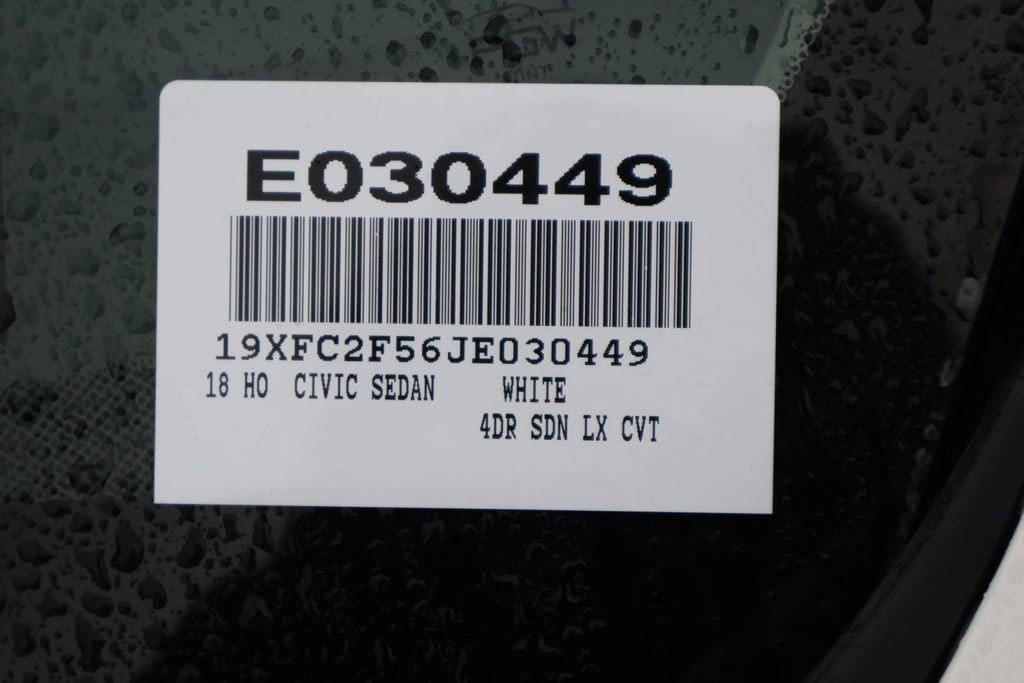 E030449
19XFC2F56JE030449
18 HO CIVIC SEDAN WHITE
4DR SDN LX CVT